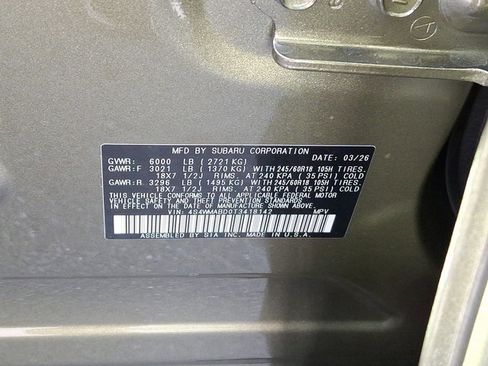 MFD BY SUBARU CORPORATION DATE: 03/26
GVWR: 6000 LB (2721 KG)
GAWR:F 3021 LB (1370 KG) WITH 245/60R18 105H TIRES,
18X7 1/2J RIMS, AT 240 KPA (35 PSI) COLD
GAWR:R 3296 LB (1495 KG) WITH 245/60R18 105H TIRES,
18X7 1/2J RIMS, AT 240 KPA (35 PSI) COLD
THIS VEHICLE CONFORMS TO ALL APPLICABLE FEDERAL MOTOR
VEHICLE SAFETY AND THEFT PREVENTION STANDARDS
IN EFFECT ON THE DATE OF MANUFACTURE SHOWN ABOVE.
VIN: 4S4WMABD0T3418142 MPV
ASSEMBLED BY SIA INC. MADE IN U.S.A.